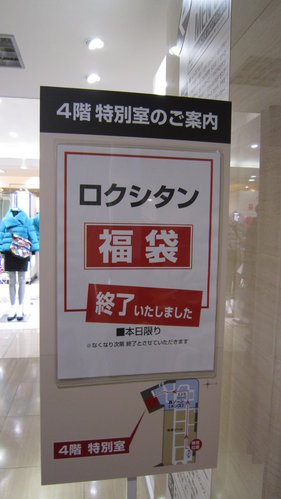 4階 特別室のご案内
ロクシタン
福袋
終了いたしました
■本日限り
※なくなり次第 終了とさせていただきます
4階 特別室